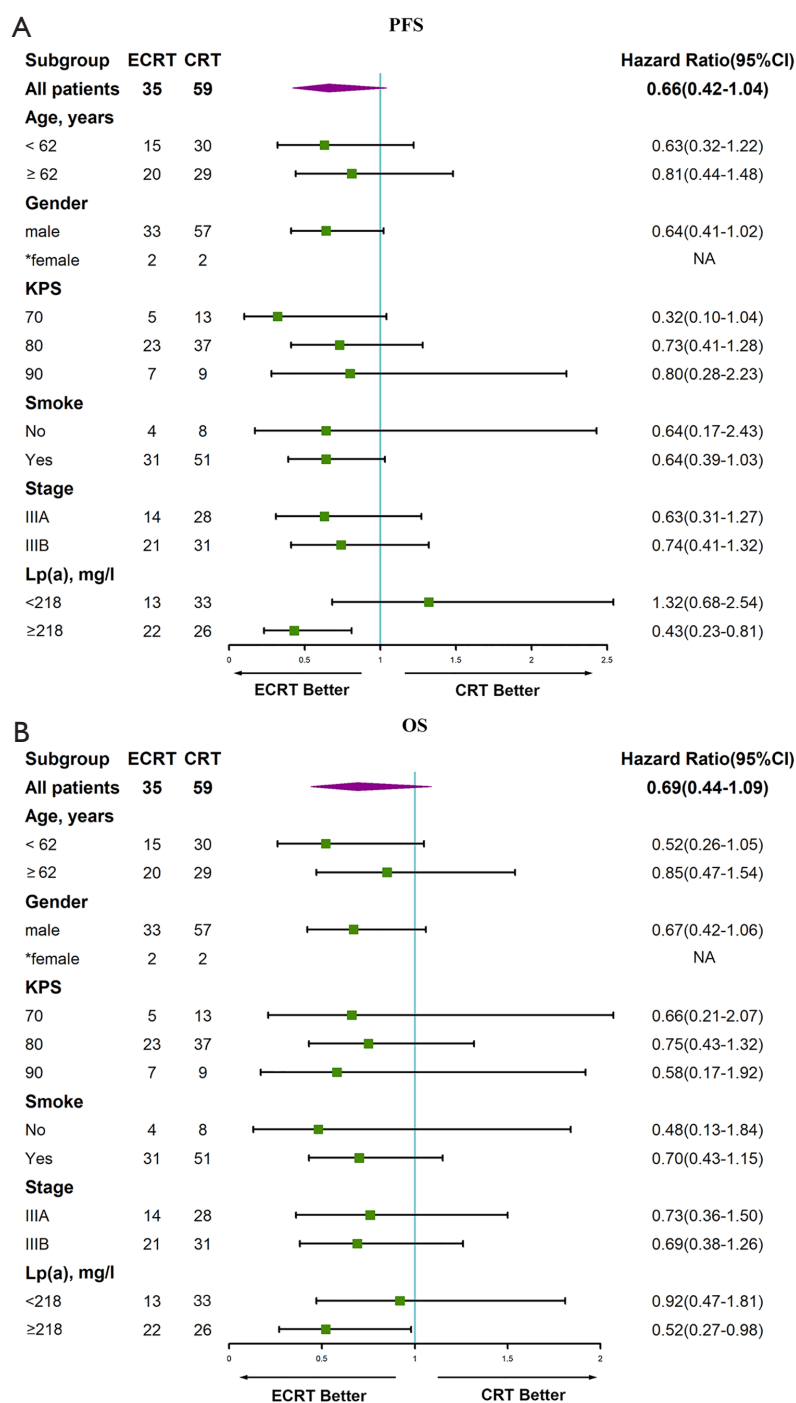 A
PFS
Subgroup ECRT CRT Hazard Ratio(95%CI)
All patients 35 59 0.66(0.42-1.04)
Age, years
< 62 15 30 0.63(0.32-1.22)
≥ 62 20 29 0.81(0.44-1.48)
Gender
male 33 57 0.64(0.41-1.02)
*female 2 2 NA
KPS
70 5 13 0.32(0.10-1.04)
80 23 37 0.73(0.41-1.28)
90 7 9 0.80(0.28-2.23)
Smoke
No 4 8 0.64(0.17-2.43)
Yes 31 51 0.64(0.39-1.03)
Stage
IIIA 14 28 0.63(0.31-1.27)
IIIB 21 31 0.74(0.41-1.32)
Lp(a), mg/l
<218 13 33 1.32(0.68-2.54)
≥218 22 26 0.43(0.23-0.81)
0 0.5 1 1.5 2 2.5
ECRT Better CRT Better
B
OS
Subgroup ECRT CRT Hazard Ratio(95%CI)
All patients 35 59 0.69(0.44-1.09)
Age, years
< 62 15 30 0.52(0.26-1.05)
≥ 62 20 29 0.85(0.47-1.54)
Gender
male 33 57 0.67(0.42-1.06)
*female 2 2 NA
KPS
70 5 13 0.66(0.21-2.07)
80 23 37 0.75(0.43-1.32)
90 7 9 0.58(0.17-1.92)
Smoke
No 4 8 0.48(0.13-1.84)
Yes 31 51 0.70(0.43-1.15)
Stage
IIIA 14 28 0.73(0.36-1.50)
IIIB 21 31 0.69(0.38-1.26)
Lp(a), mg/l
<218 13 33 0.92(0.47-1.81)
≥218 22 26 0.52(0.27-0.98)
0 0.5 1 1.5 2
ECRT Better CRT Better